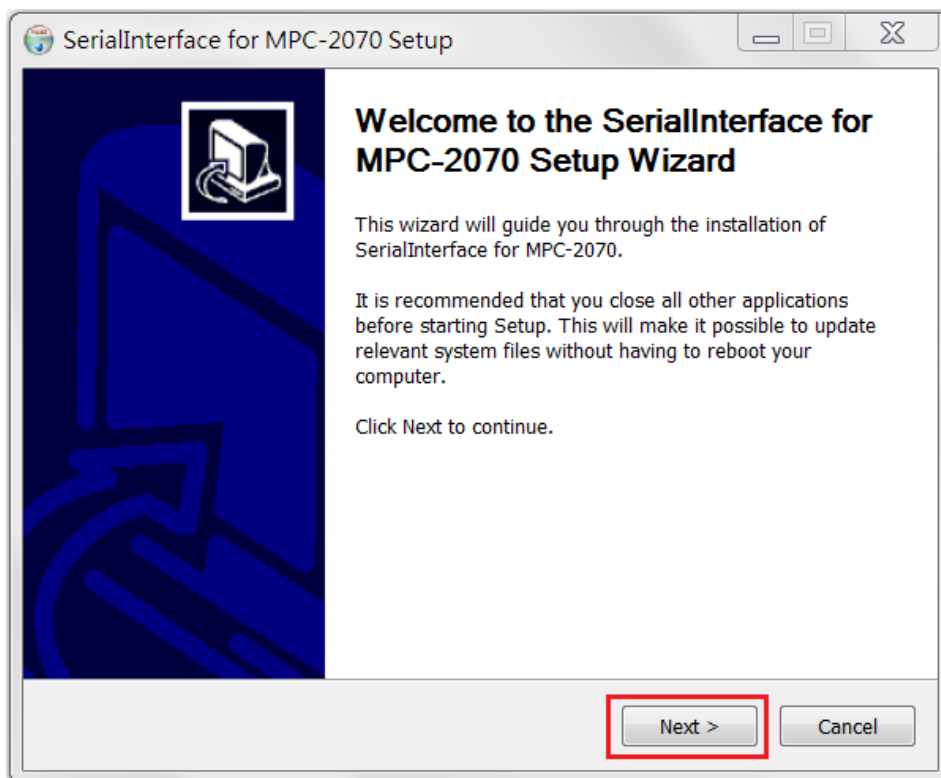 SerialInterface for MPC-2070 Setup
Welcome to the SerialInterface for
MPC-2070 Setup Wizard
This wizard will guide you through the installation of
SerialInterface for MPC-2070.
It is recommended that you close all other applications
before starting Setup. This will make it possible to update
relevant system files without having to reboot your
computer.
Click Next to continue.
Next >
Cancel